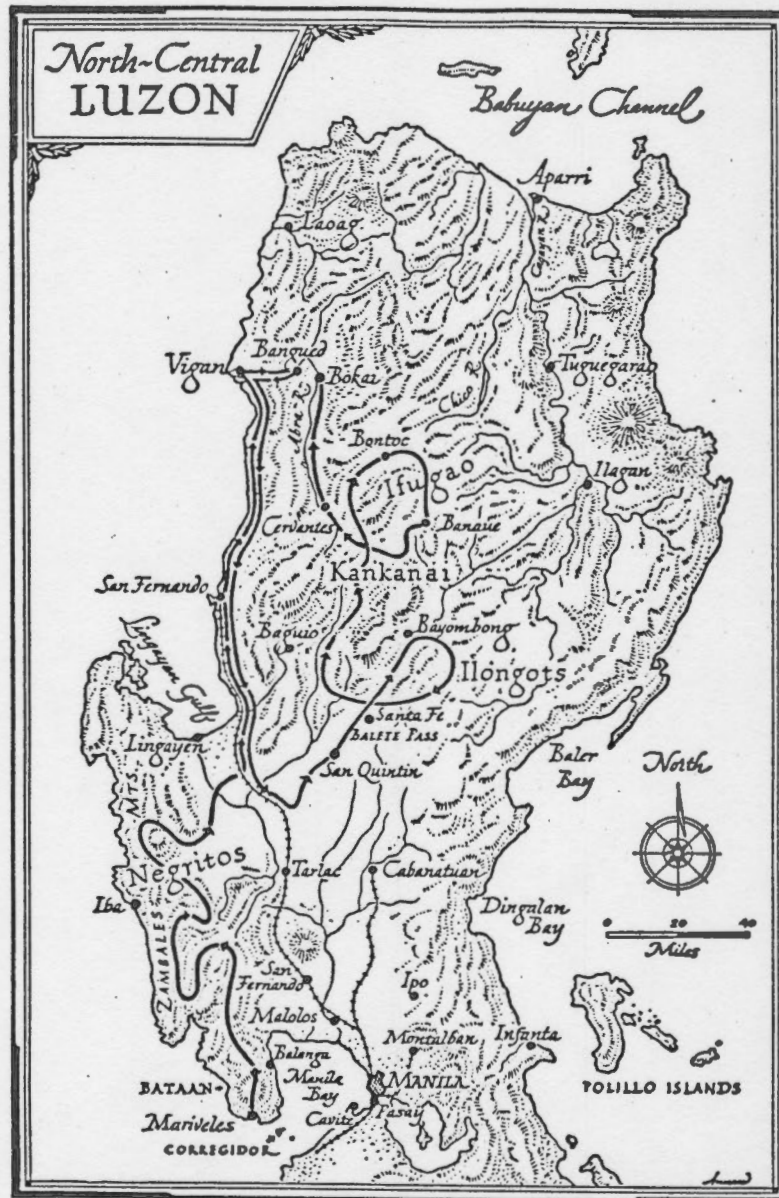 North-Central
LUZON
Babuyan Channel
Aparri
Cagayan R.
Laoag
Vigan
Bangued
Bokai
Abra R.
Chico R.
Tuguegarao
Bontoc
Ifugao
Ilagan
Cervantes
Banaue
Kankanai
San Fernando
Baguio
Bayombong
Ilongots
Lingayen Gulf
Santa Fe
BALETE PASS
Lingayen
San Quintin
Baler
Bay
North
ZAMBALES MTS.
Negritos
Tarlac
Cabanatuan
Iba
Dingalan
Bay
0 20 40
Miles
San
Fernando
Ipo
Malolos
Montalban
Infanta
Balanga
Manila
Bay
MANILA
BATAAN
POLILLO ISLANDS
Mariveles
Cavite
Pasai
CORREGIDOR